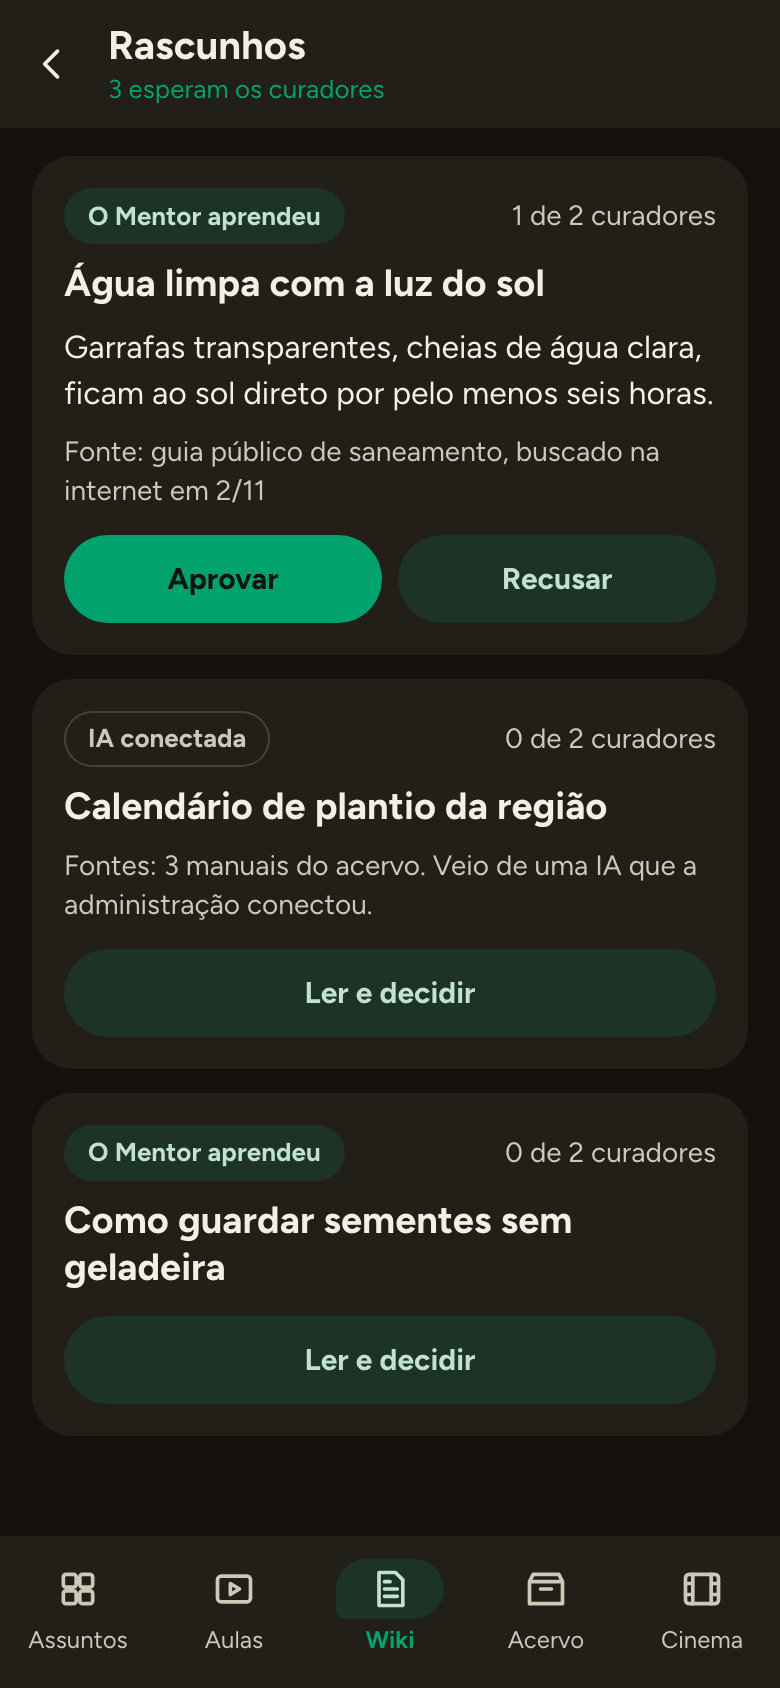 Rascunhos
3 esperam os curadores
O Mentor aprendeu
1 de 2 curadores
Água limpa com a luz do sol
Garrafas transparentes, cheias de água clara,
ficam ao sol direto por pelo menos seis horas.
Fonte: guia público de saneamento, buscado na
internet em 2/11
Aprovar
Recusar
IA conectada
0 de 2 curadores
Calendário de plantio da região
Fontes: 3 manuais do acervo. Veio de uma IA que a
administração conectou.
Ler e decidir
O Mentor aprendeu
0 de 2 curadores
Como guardar sementes sem
geladeira
Ler e decidir
Assuntos
Aulas
Wiki
Acervo
Cinema